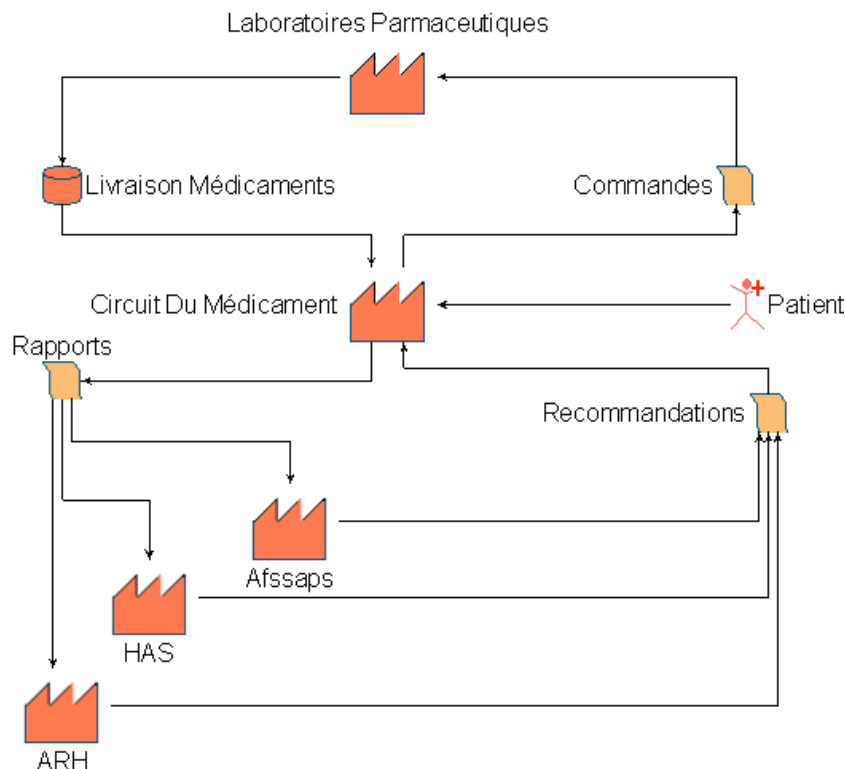 Laboratoires Parmaceutiques
Livraison Médicaments
Commandes
Circuit Du Médicament
Patient
Rapports
Recommandations
Afssaps
HAS
ARH